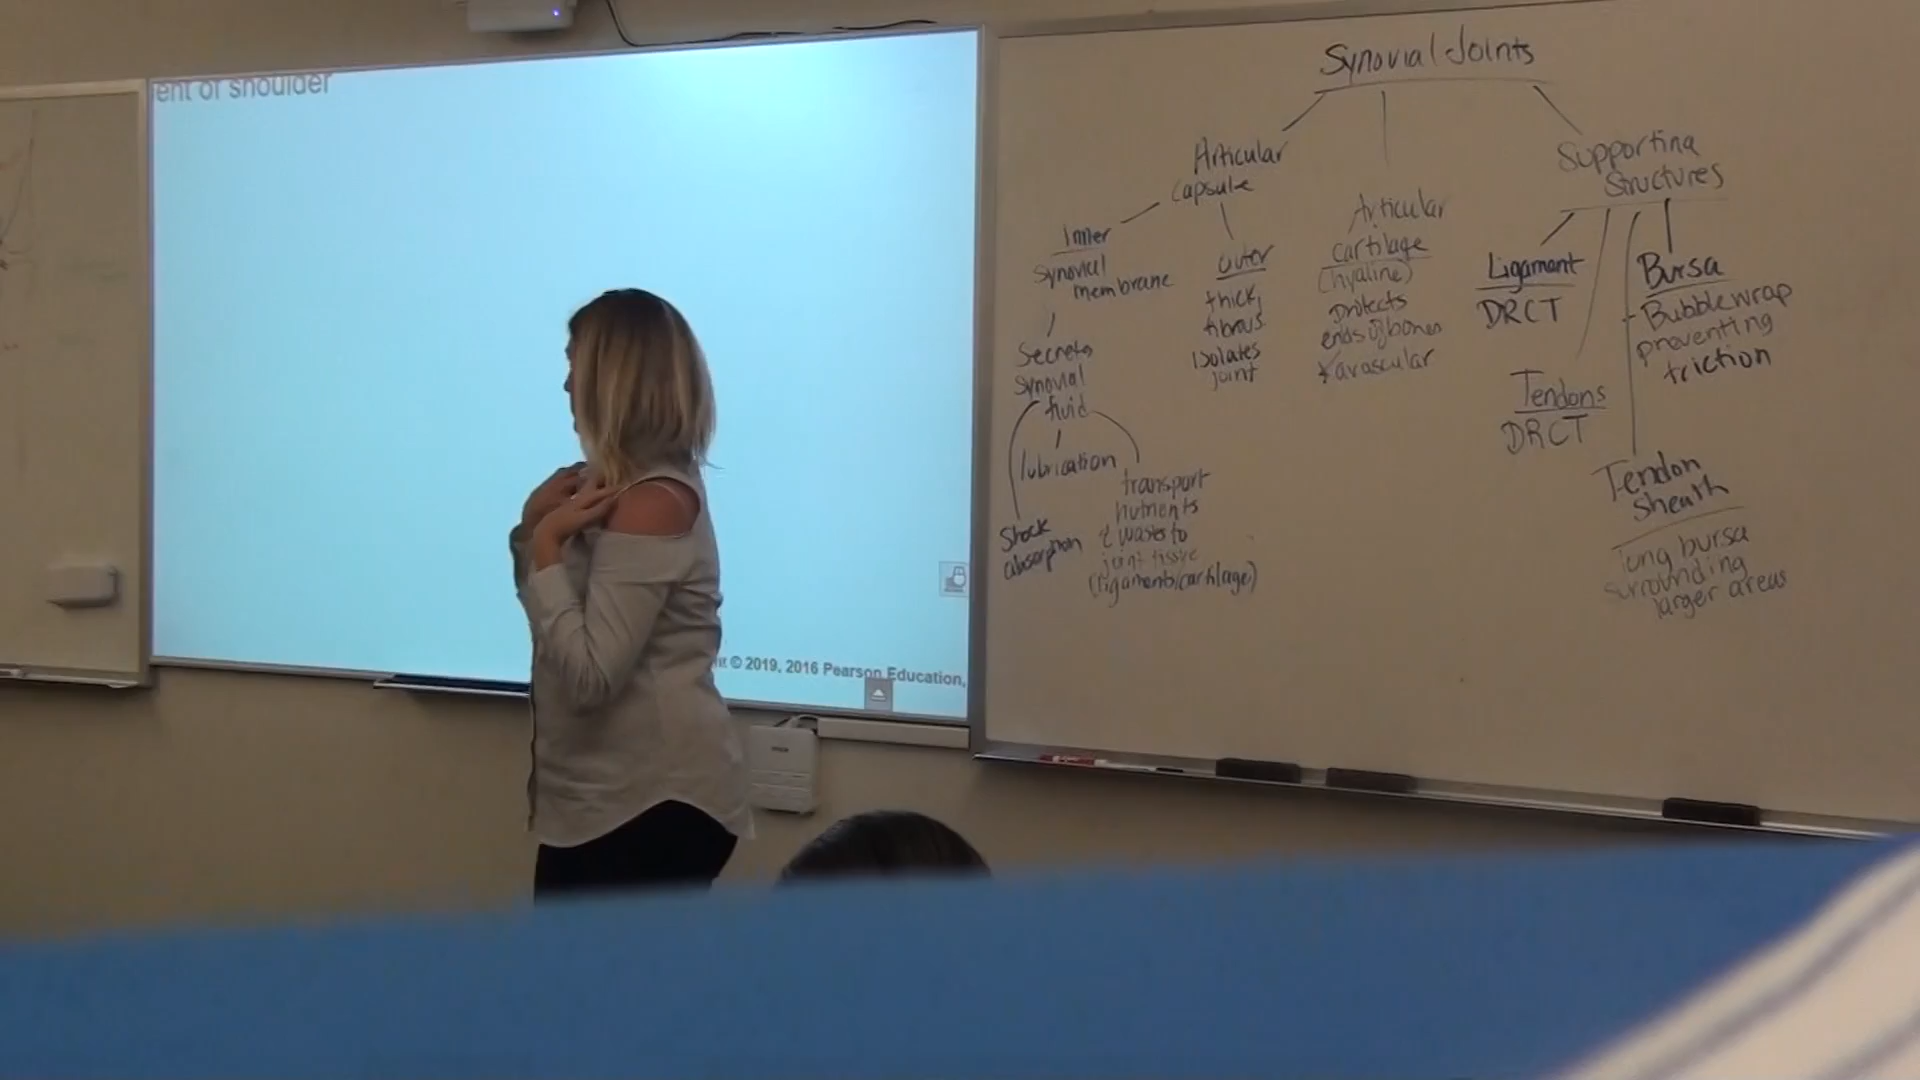 ent of shoulder
© 2019, 2016 Pearson Education,
Synovial Joints
Articular
capsule
Inner
synovial
membrane
Secretes
synovial
fluid
lubrication
Shock
absorption
transport
nutrients
& wastes to
joint tissue
(ligaments/cartilage)
outer
thick,
fibrous
isolates
joint
Articular
cartilage
(hyaline)
protects
ends of bones
*avascular
Supporting
Structures
Ligament
DRCT
Tendons
DRCT
Tendon
sheath
long bursa
surrounding
larger areas
Bursa
- Bubblewrap
preventing
friction